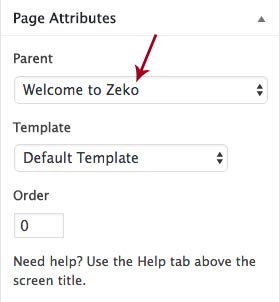 Page Attributes
Parent
Welcome to Zeko
Template
Default Template
Order
0
Need help? Use the Help tab above the
screen title.